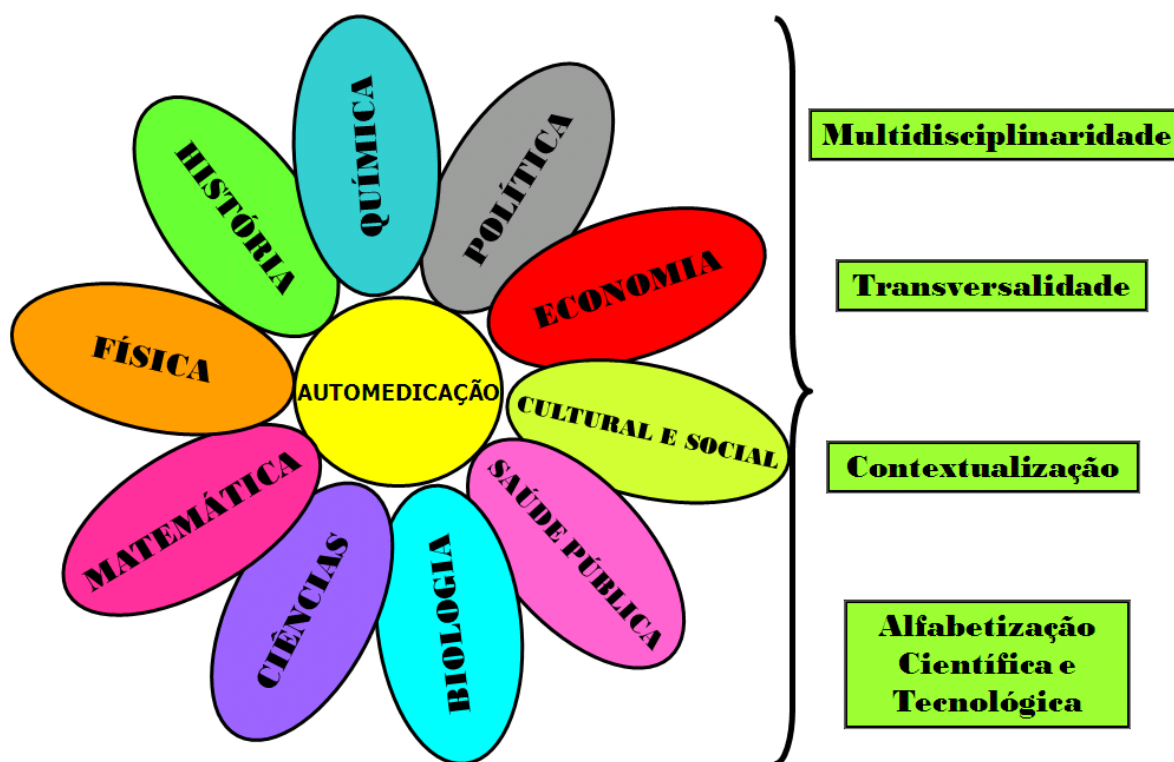 QUÍMICA
POLÍTICA
ECONOMIA
CULTURAL E SOCIAL
SAÚDE PÚBLICA
BIOLOGIA
CIÊNCIAS
MATEMÁTICA
FÍSICA
HISTÓRIA
AUTOMEDICAÇÃO
Multidisciplinaridade
Transversalidade
Contextualização
Alfabetização
Científica e
Tecnológica